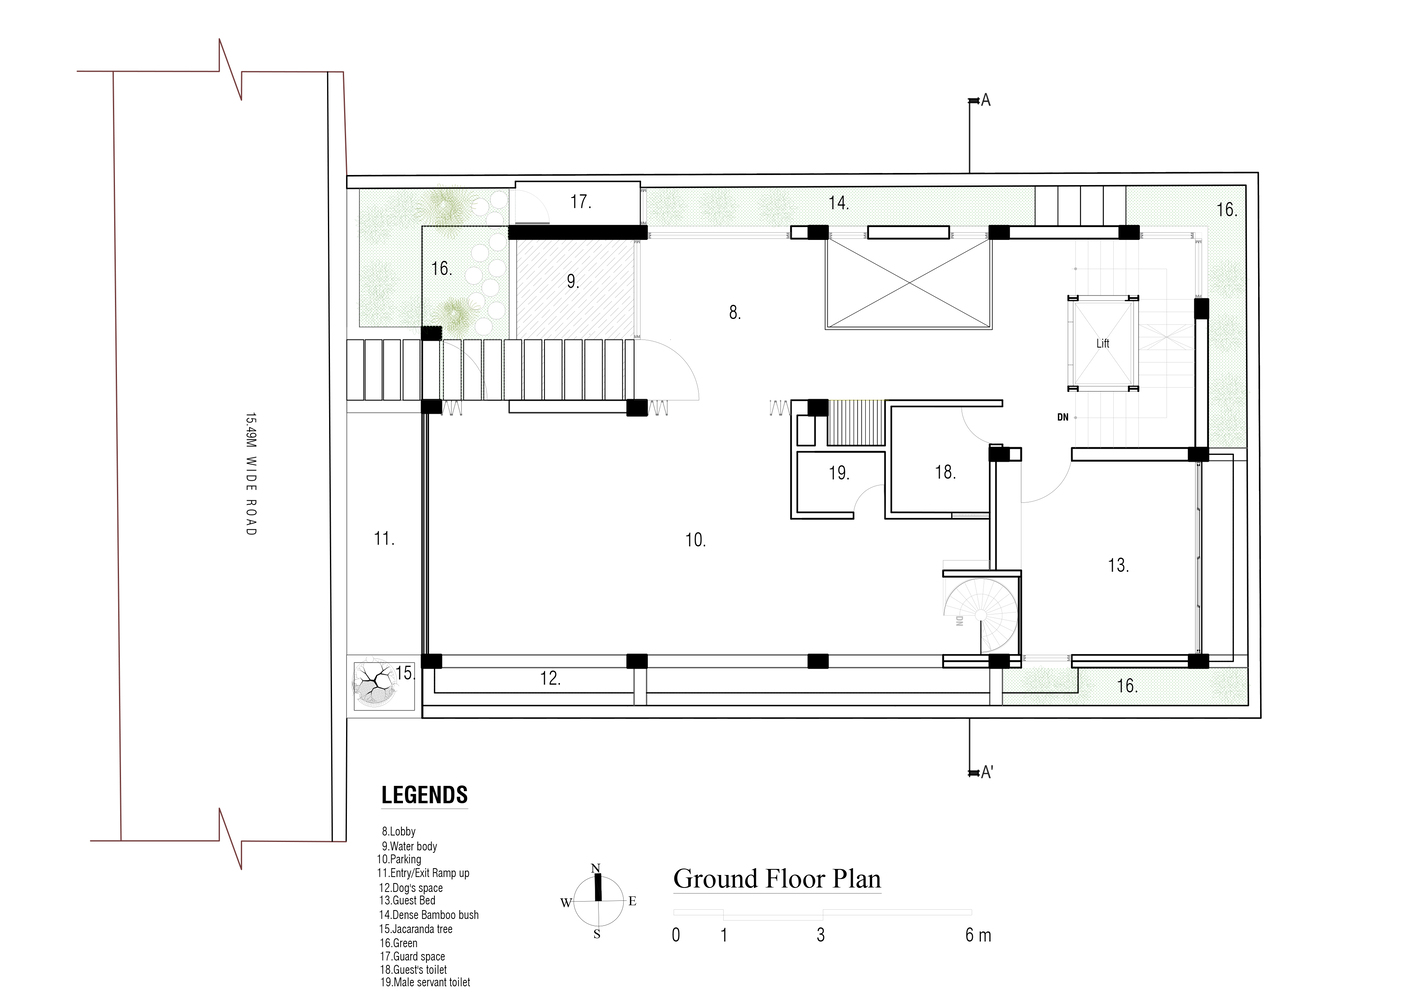 A
17.
14.
16.
16.
9.
8.
Lift
DN
15.49M WIDE ROAD
19.
18.
11.
10.
13.
DN
15.
12.
16.
A'
LEGENDS
8.Lobby
9.Water body
10.Parking
11.Entry/Exit Ramp up
12.Dog's space
13.Guest Bed
14.Dense Bamboo bush
15.Jacaranda tree
16.Green
17.Guard space
18.Guest's toilet
19.Male servant toilet
N
W E
S
Ground Floor Plan
0 1 3 6 m